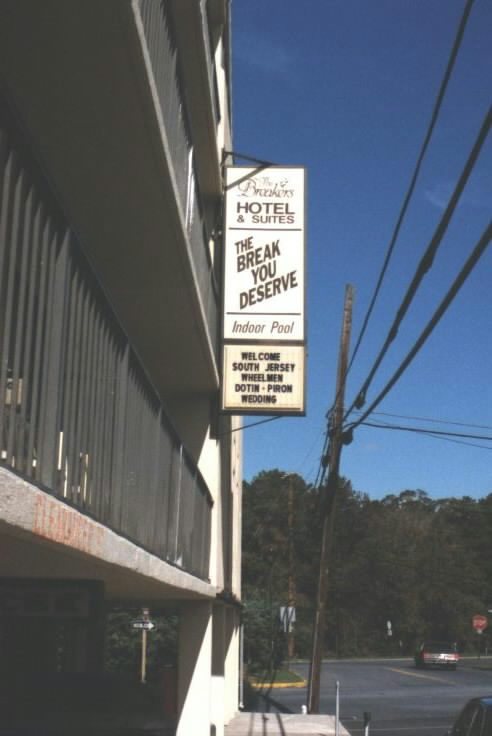 The
Breakers
HOTEL
& SUITES
THE
BREAK
YOU
DESERVE
Indoor Pool
WELCOME
SOUTH JERSEY
WHEELMEN
DOTIN - PIRON
WEDDING